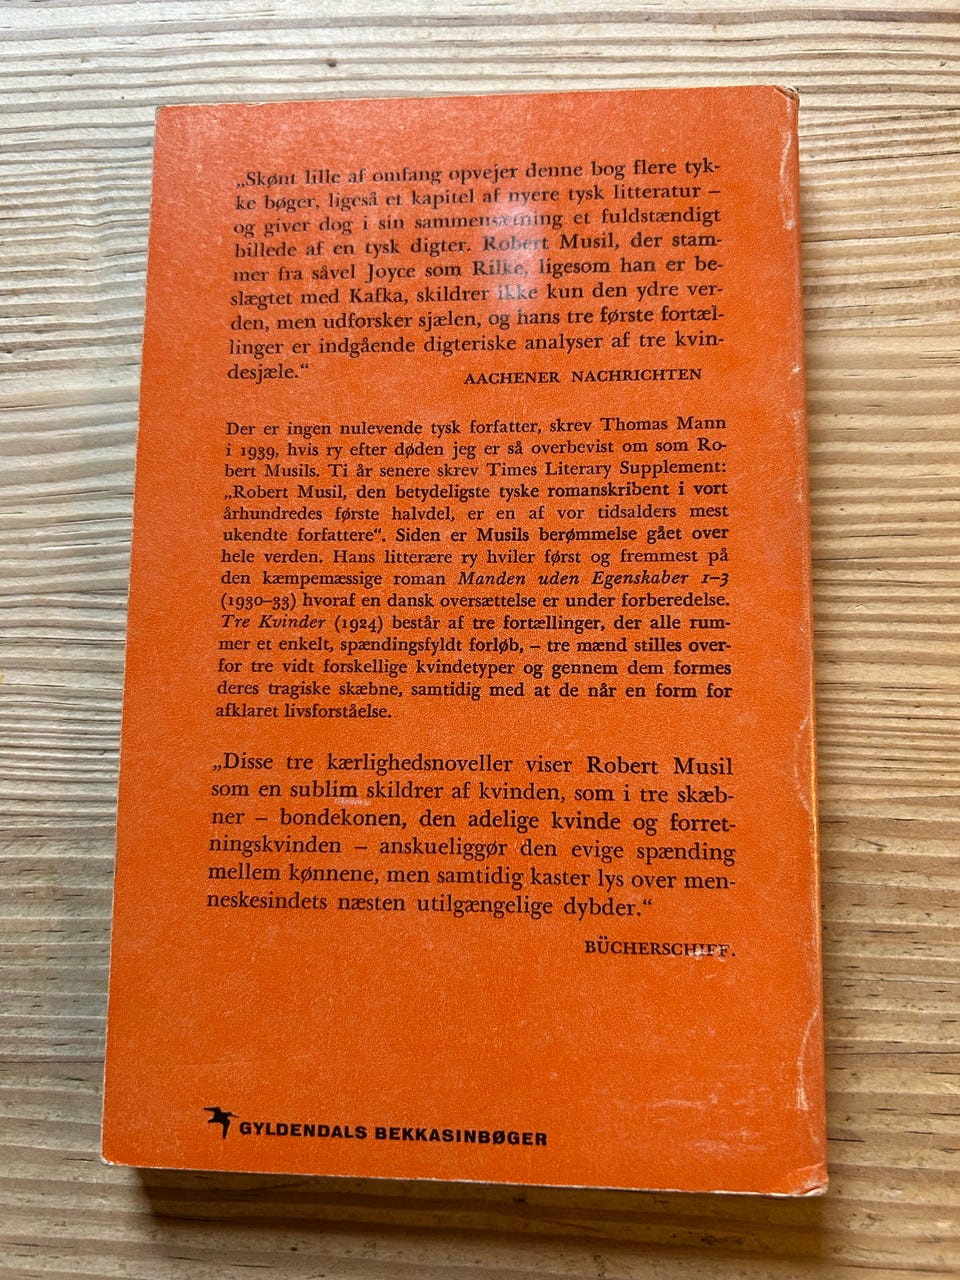 „Skønt lille af omfang opvejer denne bog flere tyk-
ke bøger, ligeså et kapitel af nyere tysk litteratur –
og giver dog i sin sammensætning et fuldstændigt
billede af en tysk digter. Robert Musil, der stam-
mer fra såvel Joyce som Rilke, ligesom han er be-
slægtet med Kafka, skildrer ikke kun den ydre ver-
den, men udforsker sjælen, og hans tre første fortæl-
linger er indgående digteriske analyser af tre kvin-
desjæle.“
AACHENER NACHRICHTEN
Der er ingen nulevende tysk forfatter, skrev Thomas Mann
i 1939, hvis ry efter døden jeg er så overbevist om som Ro-
bert Musils. Ti år senere skrev Times Literary Supplement:
„Robert Musil, den betydeligste tyske romanskribent i vort
århundredes første halvdel, er en af vor tidsalders mest
ukendte forfattere“. Siden er Musils berømmelse gået over
hele verden. Hans litterære ry hviler først og fremmest på
den kæmpemæssige roman Manden uden Egenskaber 1–3
(1930–33) hvoraf en dansk oversættelse er under forberedelse.
Tre Kvinder (1924) består af tre fortællinger, der alle rum-
mer et enkelt, spændingsfyldt forløb, – tre mænd stilles over-
for tre vidt forskellige kvindetyper og gennem dem formes
deres tragiske skæbne, samtidig med at de når en form for
afklaret livsforståelse.
„Disse tre kærlighedsnoveller viser Robert Musil
som en sublim skildrer af kvinden, som i tre skæb-
ner – bondekonen, den adelige kvinde og forret-
ningskvinden – anskueliggør den evige spænding
mellem kønnene, men samtidig kaster lys over men-
neskesindets næsten utilgængelige dybder.“
BÜCHERSCHIFF.
GYLDENDALS BEKKASINBØGER